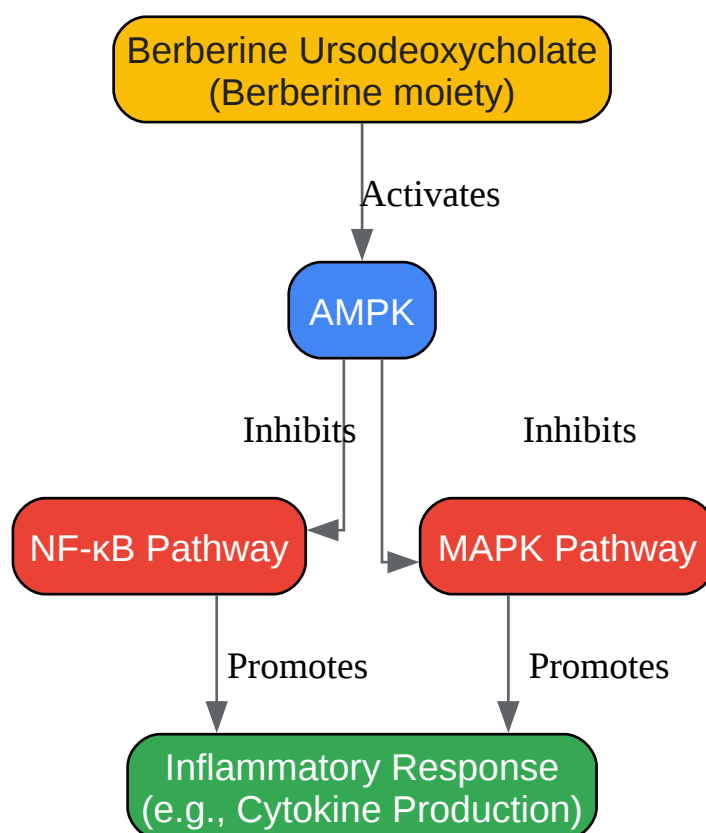 Berberine Ursodeoxycholate
(Berberine moiety)
Activates
AMPK
Inhibits
Inhibits
NF-κB Pathway
MAPK Pathway
Promotes
Promotes
Inflammatory Response
(e.g., Cytokine Production)